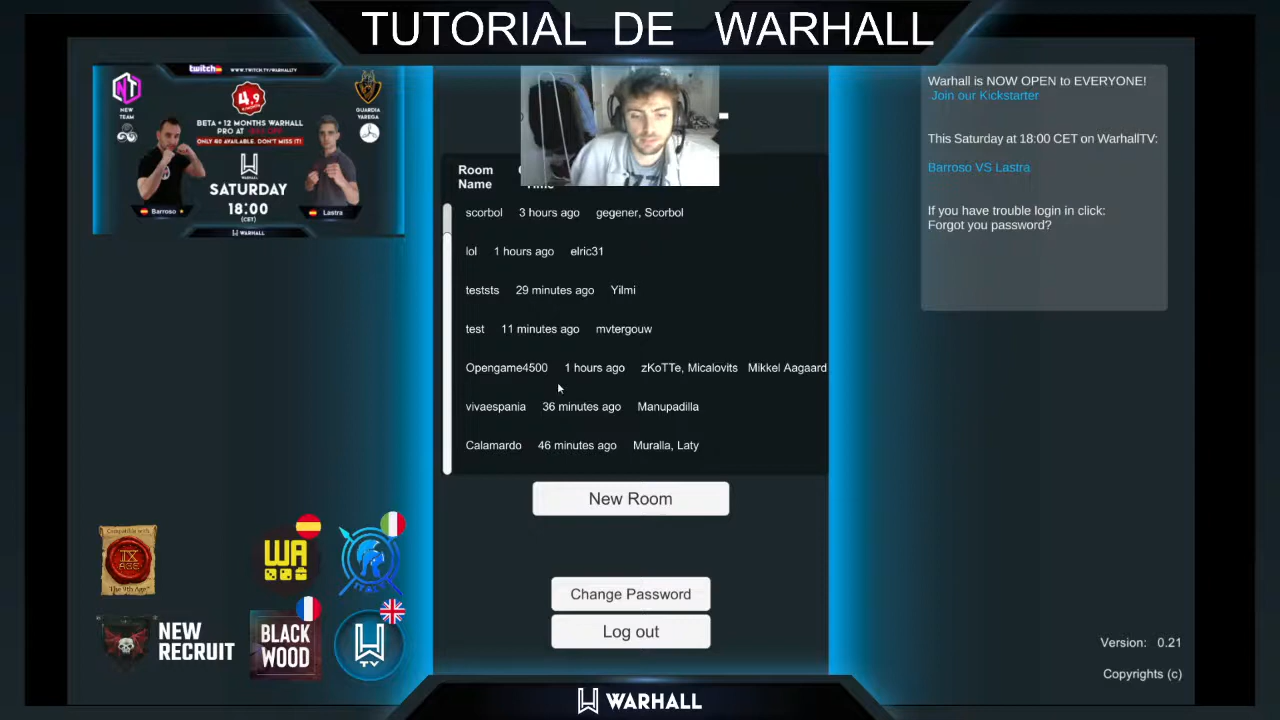 TUTORIAL DE WARHALL
twitch WWW.TWITCH.TV/WARHALLTV
NEW TEAM
4.9
GUARDIA VAREGA
BETA + 12 MONTHS WARHALL
PRO AT
ONLY 40 AVAILABLE. DON'T MISS IT!
WARHALL
SATURDAY
18:00
(CET)
Barroso
Lastra
WARHALL
Room Name
Time
scorbol 3 hours ago gegener, Scorbol
lol 1 hours ago elric31
teststs 29 minutes ago Yilmi
test 11 minutes ago mvtergouw
Opengame4500 1 hours ago zKoTTe, Micalovits Mikkel Aagaard
vivaespania 36 minutes ago Manupadilla
Calamardo 46 minutes ago Muralla, Laty
New Room
Change Password
Log out
Warhall is NOW OPEN to EVERYONE!
Join our Kickstarter
This Saturday at 18:00 CET on WarhallTV:
Barroso VS Lastra
If you have trouble login in click:
Forgot you password?
Compatible with
IX
AGE
The 9th Age
WA
ITALY
NEW RECRUIT
BLACK WOOD
TV
Version: 0.21
Copyrights (c)
WARHALL